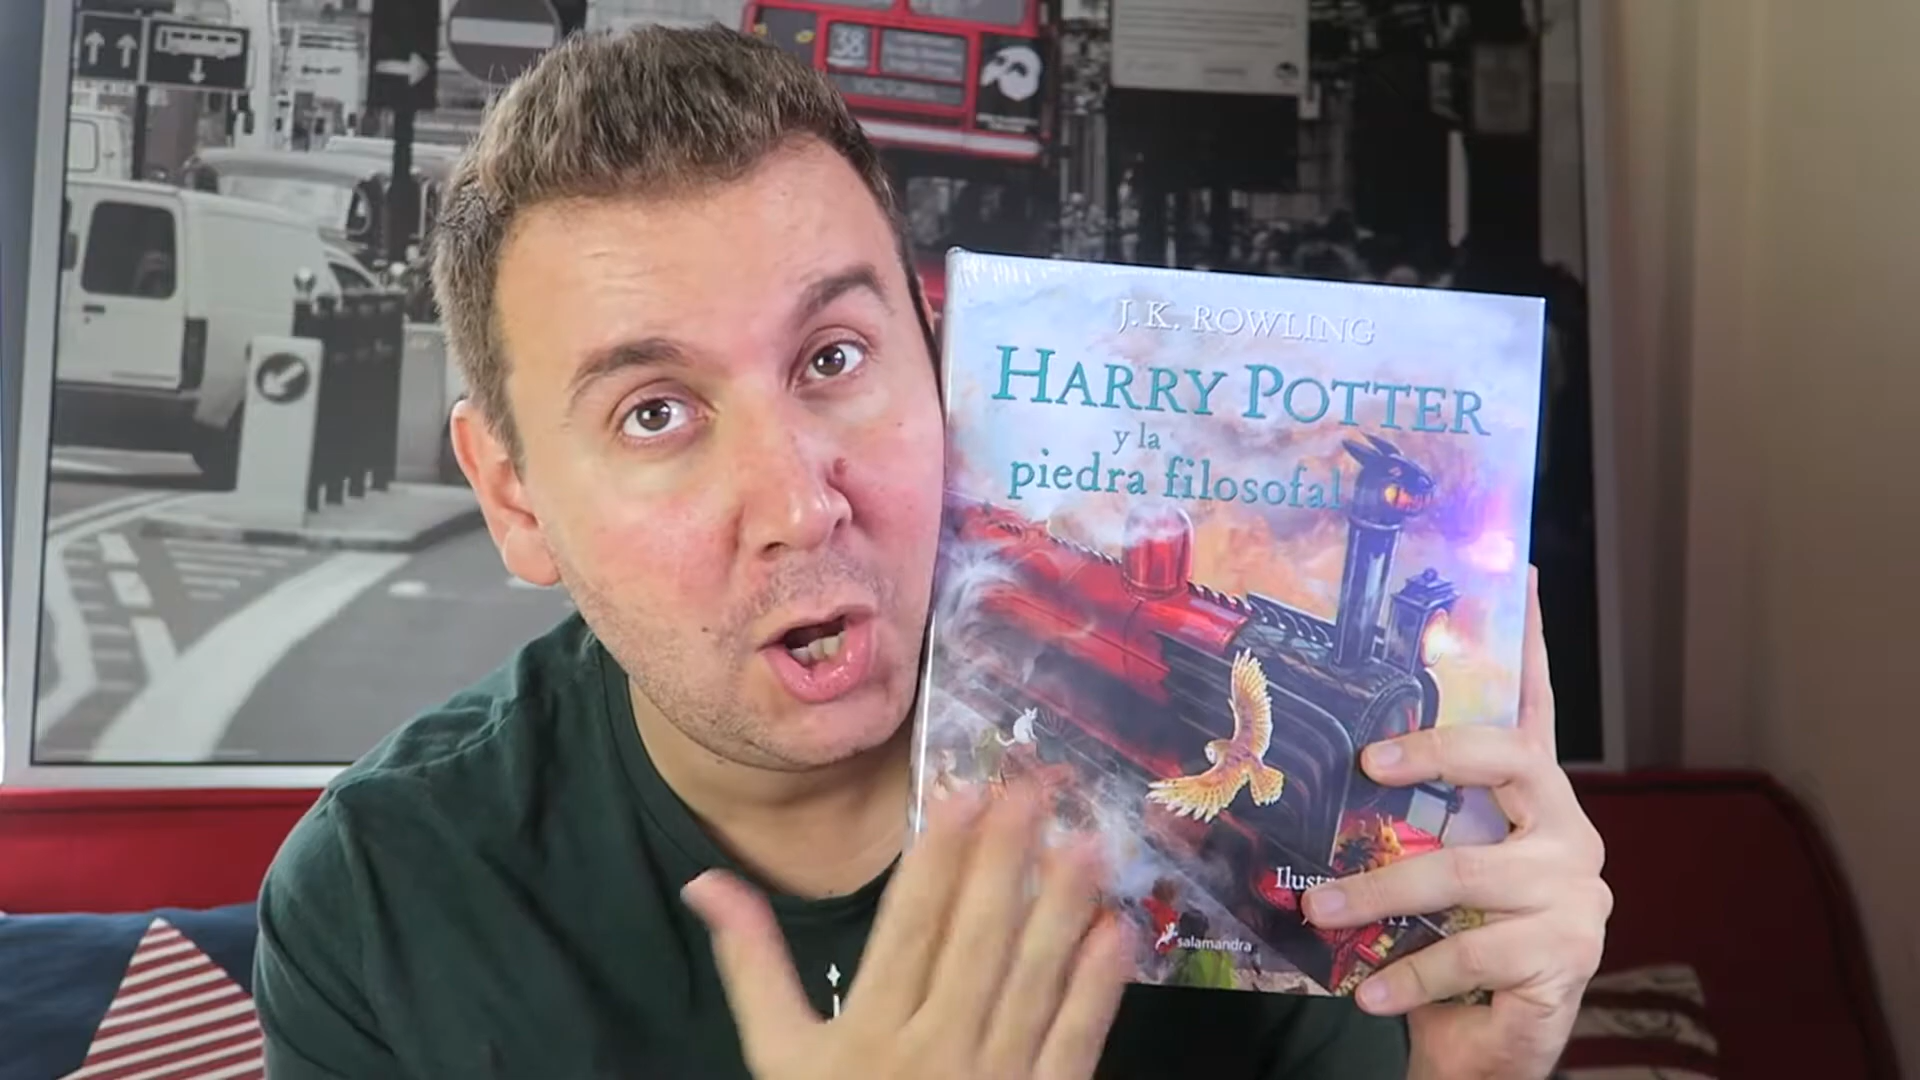 38
VICTORIA
J. K. ROWLING
HARRY POTTER
y la
piedra filosofal
salamandra